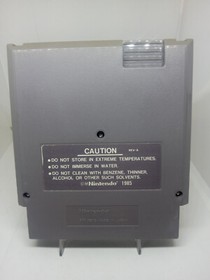 CAUTION
REV-A
●DO NOT STORE IN EXTREME TEMPERATURES.
●DO NOT IMMERSE IN WATER.
●DO NOT CLEAN WITH BENZENE, THINNER,
ALCOHOL OR OTHER SUCH SOLVENTS.
Nintendo 1985